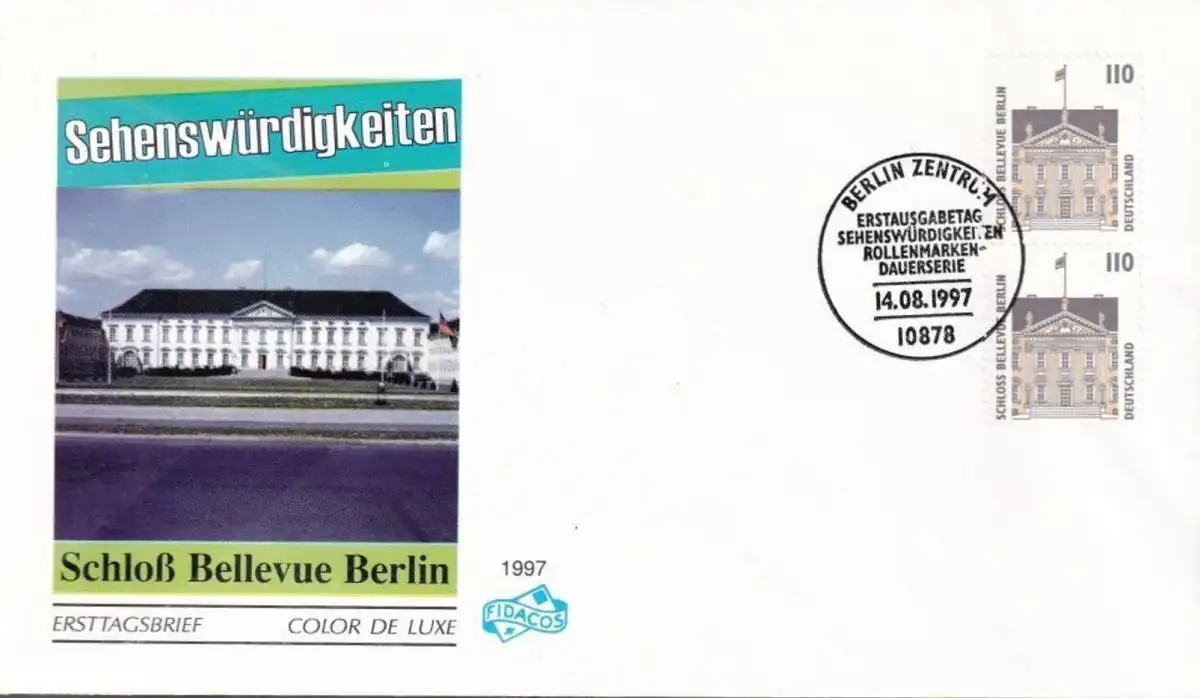 Sehenswürdigkeiten
Schloß Bellevue Berlin
ERSTTAGSBRIEF COLOR DE LUXE
1997
FIDACOS
BERLIN ZENTRUM
ERSTAUSGABETAG
SEHENSWÜRDIGKEITEN
ROLLENMARKEN-
DAUERSERIE
14.08.1997
10878
110
SCHLOSS BELLEVUE BERLIN
DEUTSCHLAND
110
SCHLOSS BELLEVUE BERLIN
DEUTSCHLAND